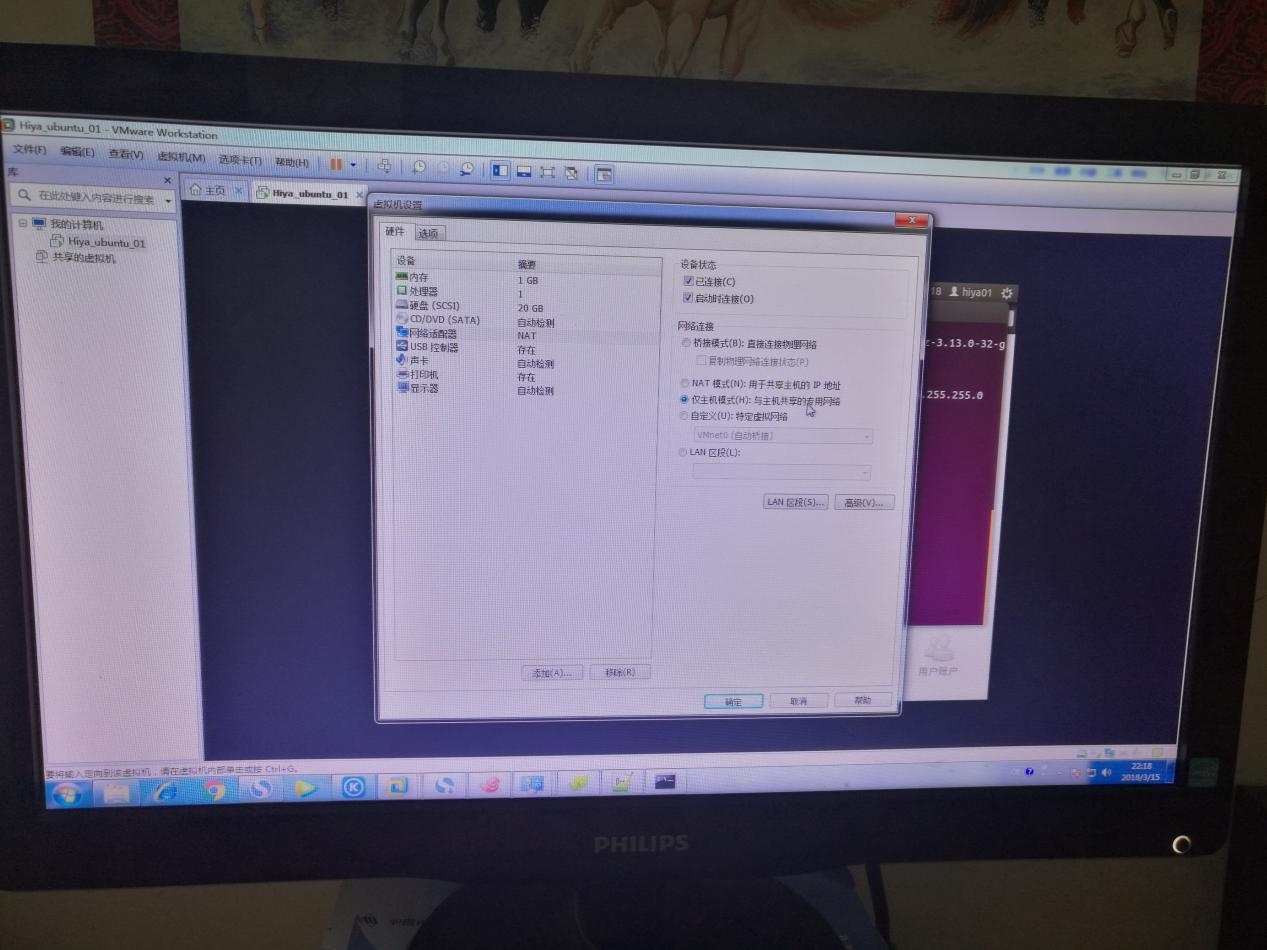 Hiya_ubuntu_01 - VMware Workstation
文件(F) 编辑(E) 查看(V) 虚拟机(M) 选项卡(T) 帮助(H)
库
在此处键入内容进行搜索
我的计算机
Hiya_ubuntu_01
共享的虚拟机
主页
Hiya_ubuntu_01
虚拟机设置
硬件 选项
设备 摘要
内存 1 GB
处理器 1
硬盘 (SCSI) 20 GB
CD/DVD (SATA) 自动检测
网络适配器 NAT
USB 控制器 存在
声卡 自动检测
打印机 存在
显示器 自动检测
添加(A)... 移除(R)
设备状态
已连接(C)
启动时连接(O)
网络连接
桥接模式(B): 直接连接物理网络
复制物理网络连接状态(P)
NAT 模式(N): 用于共享主机的 IP 地址
仅主机模式(H): 与主机共享的专用网络
自定义(U): 特定虚拟网络
VMnet0 (自动桥接)
LAN 区段(L):
LAN 区段(S)... 高级(V)...
确定 取消 帮助
18 hiya01
-3.13.0-32-g
.255.255.0
用户账户
要将输入定向到该虚拟机，请在虚拟机内部单击或按 Ctrl+G。
22:18
2018/3/15
PHILIPS